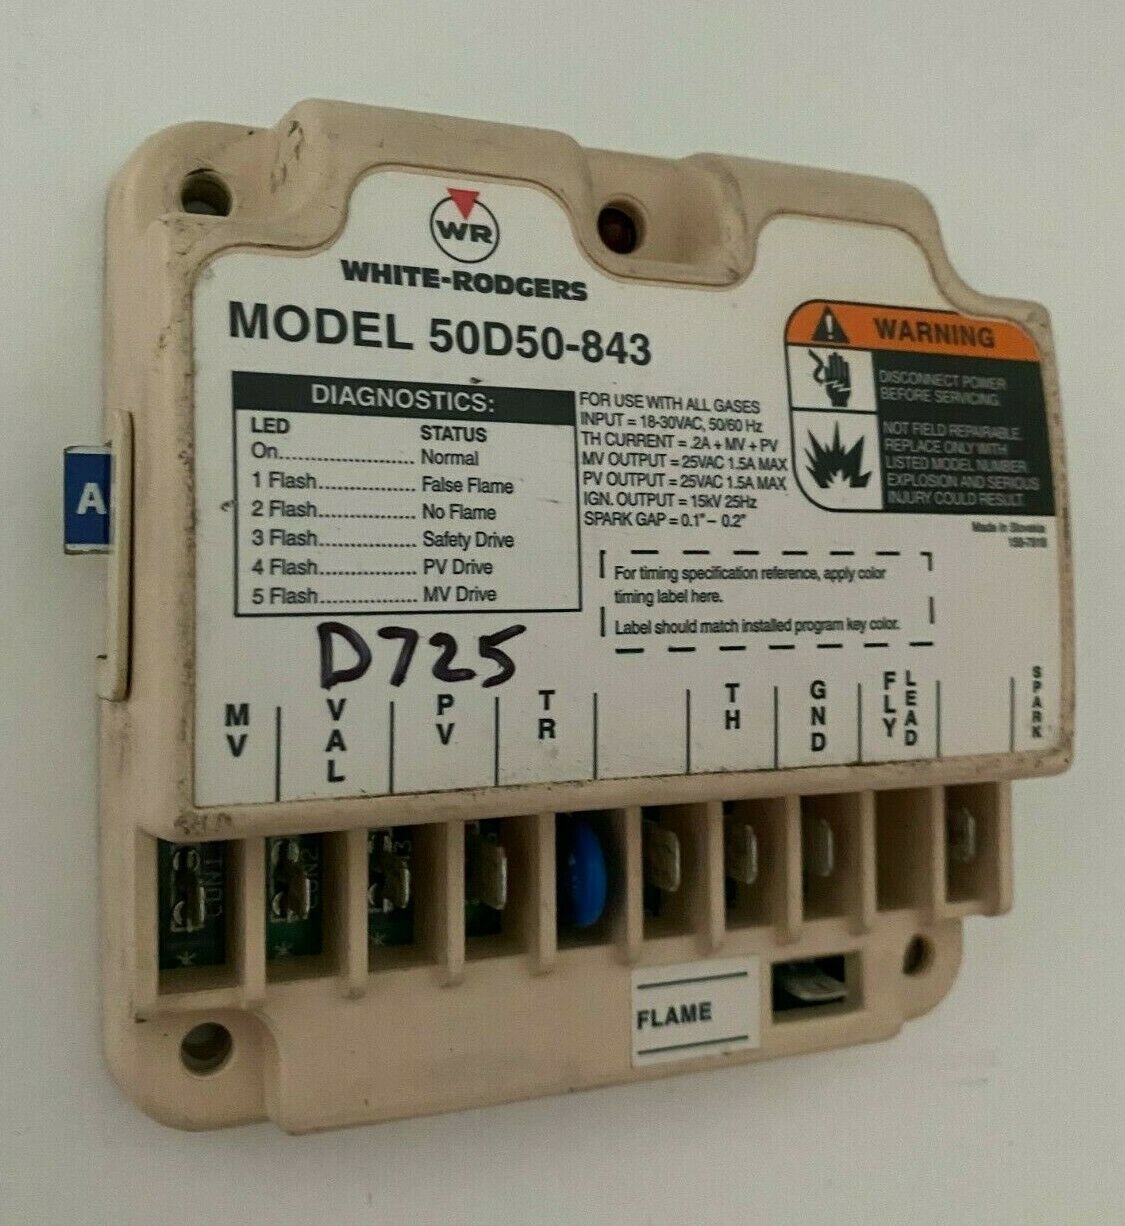 WR
WHITE-RODGERS
MODEL 50D50-843
DIAGNOSTICS:
LED STATUS
On.................... Normal
1 Flash................ False Flame
2 Flash................ No Flame
3 Flash................ Safety Drive
4 Flash................ PV Drive
5 Flash................ MV Drive
FOR USE WITH ALL GASES
INPUT = 18-30VAC, 50/60 Hz
TH CURRENT = .2A + MV + PV
MV OUTPUT = 25VAC 1.5A MAX
PV OUTPUT = 25VAC 1.5A MAX
IGN. OUTPUT = 15kV 25Hz
SPARK GAP = 0.1" – 0.2"
WARNING
DISCONNECT POWER
BEFORE SERVICING.
NOT FIELD REPAIRABLE.
REPLACE ONLY WITH
LISTED MODEL NUMBER.
EXPLOSION AND SERIOUS
INJURY COULD RESULT.
Made In Slovakia
For timing specification reference, apply color
timing label here.
Label should match installed program key color.
A
D725
MV
VAL
PV
TR
TH
GND
FLY
LEAD
SPARK
CON1
CON2
FLAME